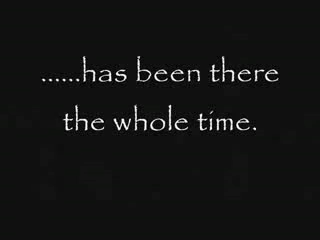 ......has been there
the whole time.